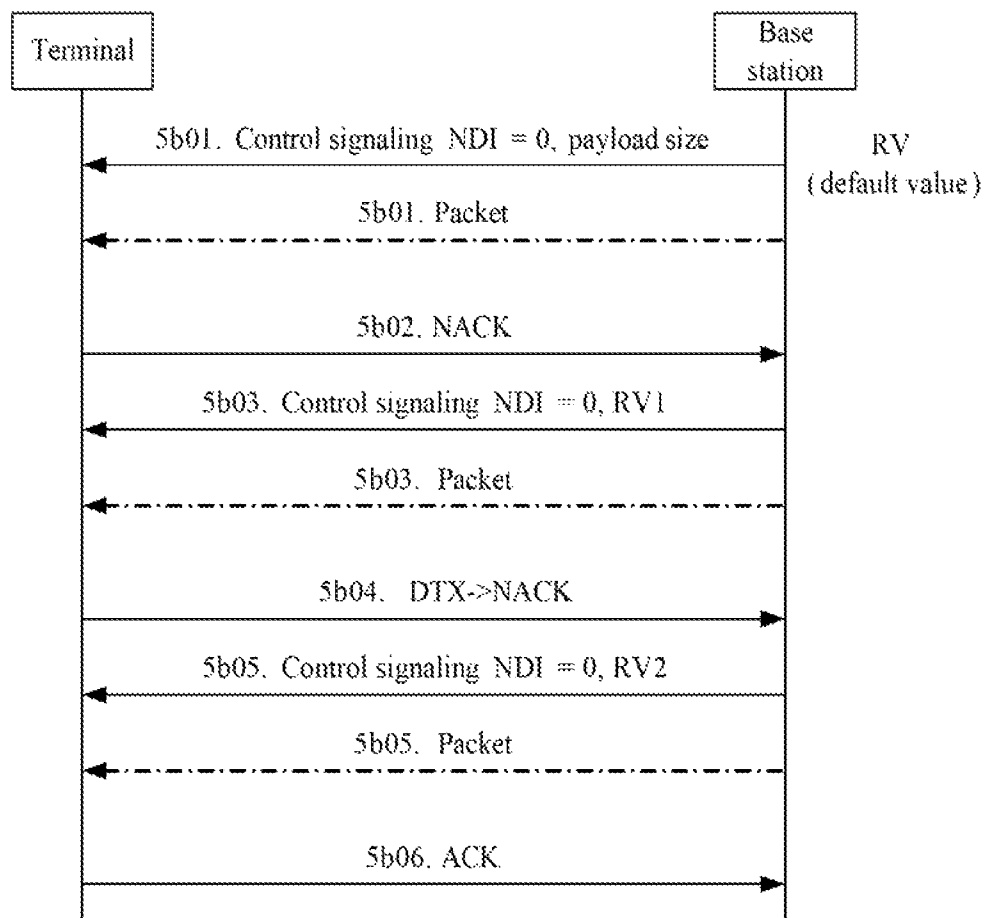 Terminal
Base
station
5b01. Control signaling NDI = 0, payload size
RV
(default value)
5b01. Packet
5b02. NACK
5b03. Control signaling NDI = 0, RV1
5b03. Packet
5b04. DTX->NACK
5b05. Control signaling NDI = 0, RV2
5b05. Packet
5b06. ACK